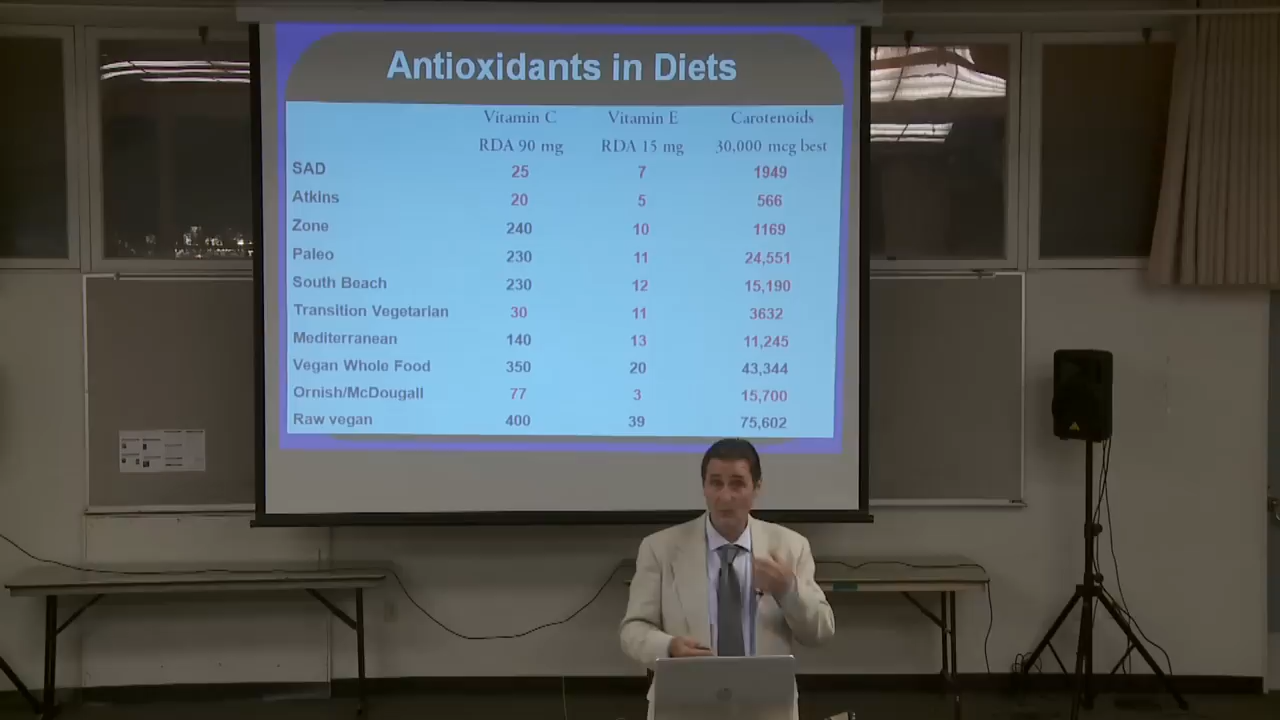 Antioxidants in Diets
Vitamin C Vitamin E Carotenoids
RDA 90 mg RDA 15 mg 30,000 mcg best
SAD 25 7 1949
Atkins 20 5 566
Zone 240 10 1169
Paleo 230 11 24,551
South Beach 230 12 15,190
Transition Vegetarian 30 11 3632
Mediterranean 140 13 11,245
Vegan Whole Food 350 20 43,344
Ornish/McDougall 77 3 15,700
Raw vegan 400 39 75,602